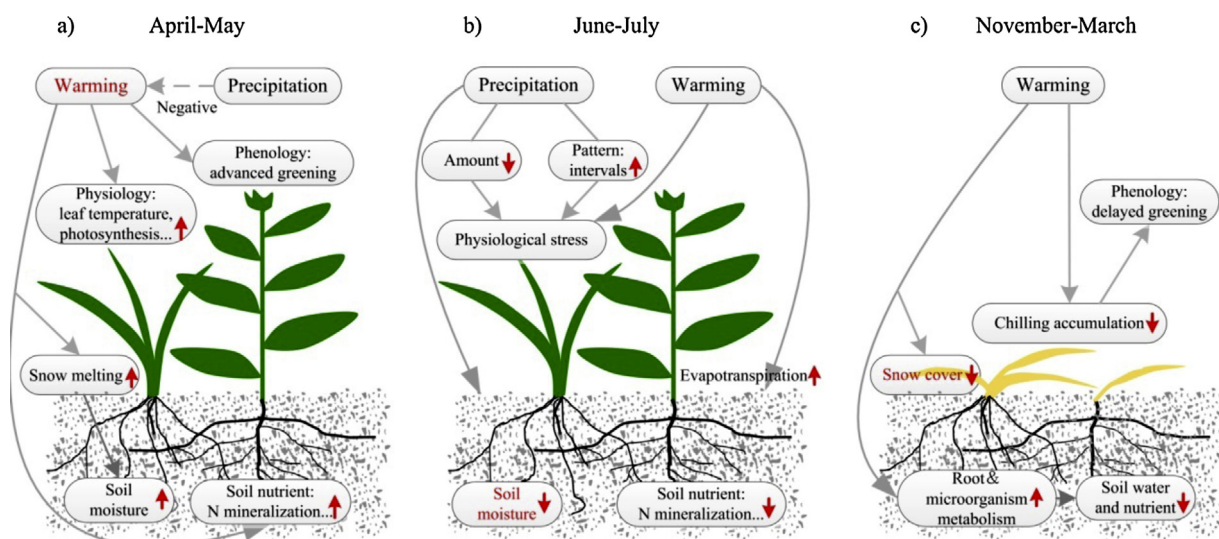 a) April-May
Warming
Precipitation
Negative
Phenology:
advanced greening
Physiology:
leaf temperature,
photosynthesis...
Snow melting
Soil
moisture
Soil nutrient:
N mineralization...
b) June-July
Precipitation
Warming
Amount
Pattern:
intervals
Physiological stress
Evapotranspiration
Soil
moisture
Soil nutrient:
N mineralization...
c) November-March
Warming
Phenology:
delayed greening
Chilling accumulation
Snow cover
Root &
microorganism
metabolism
Soil water
and nutrient